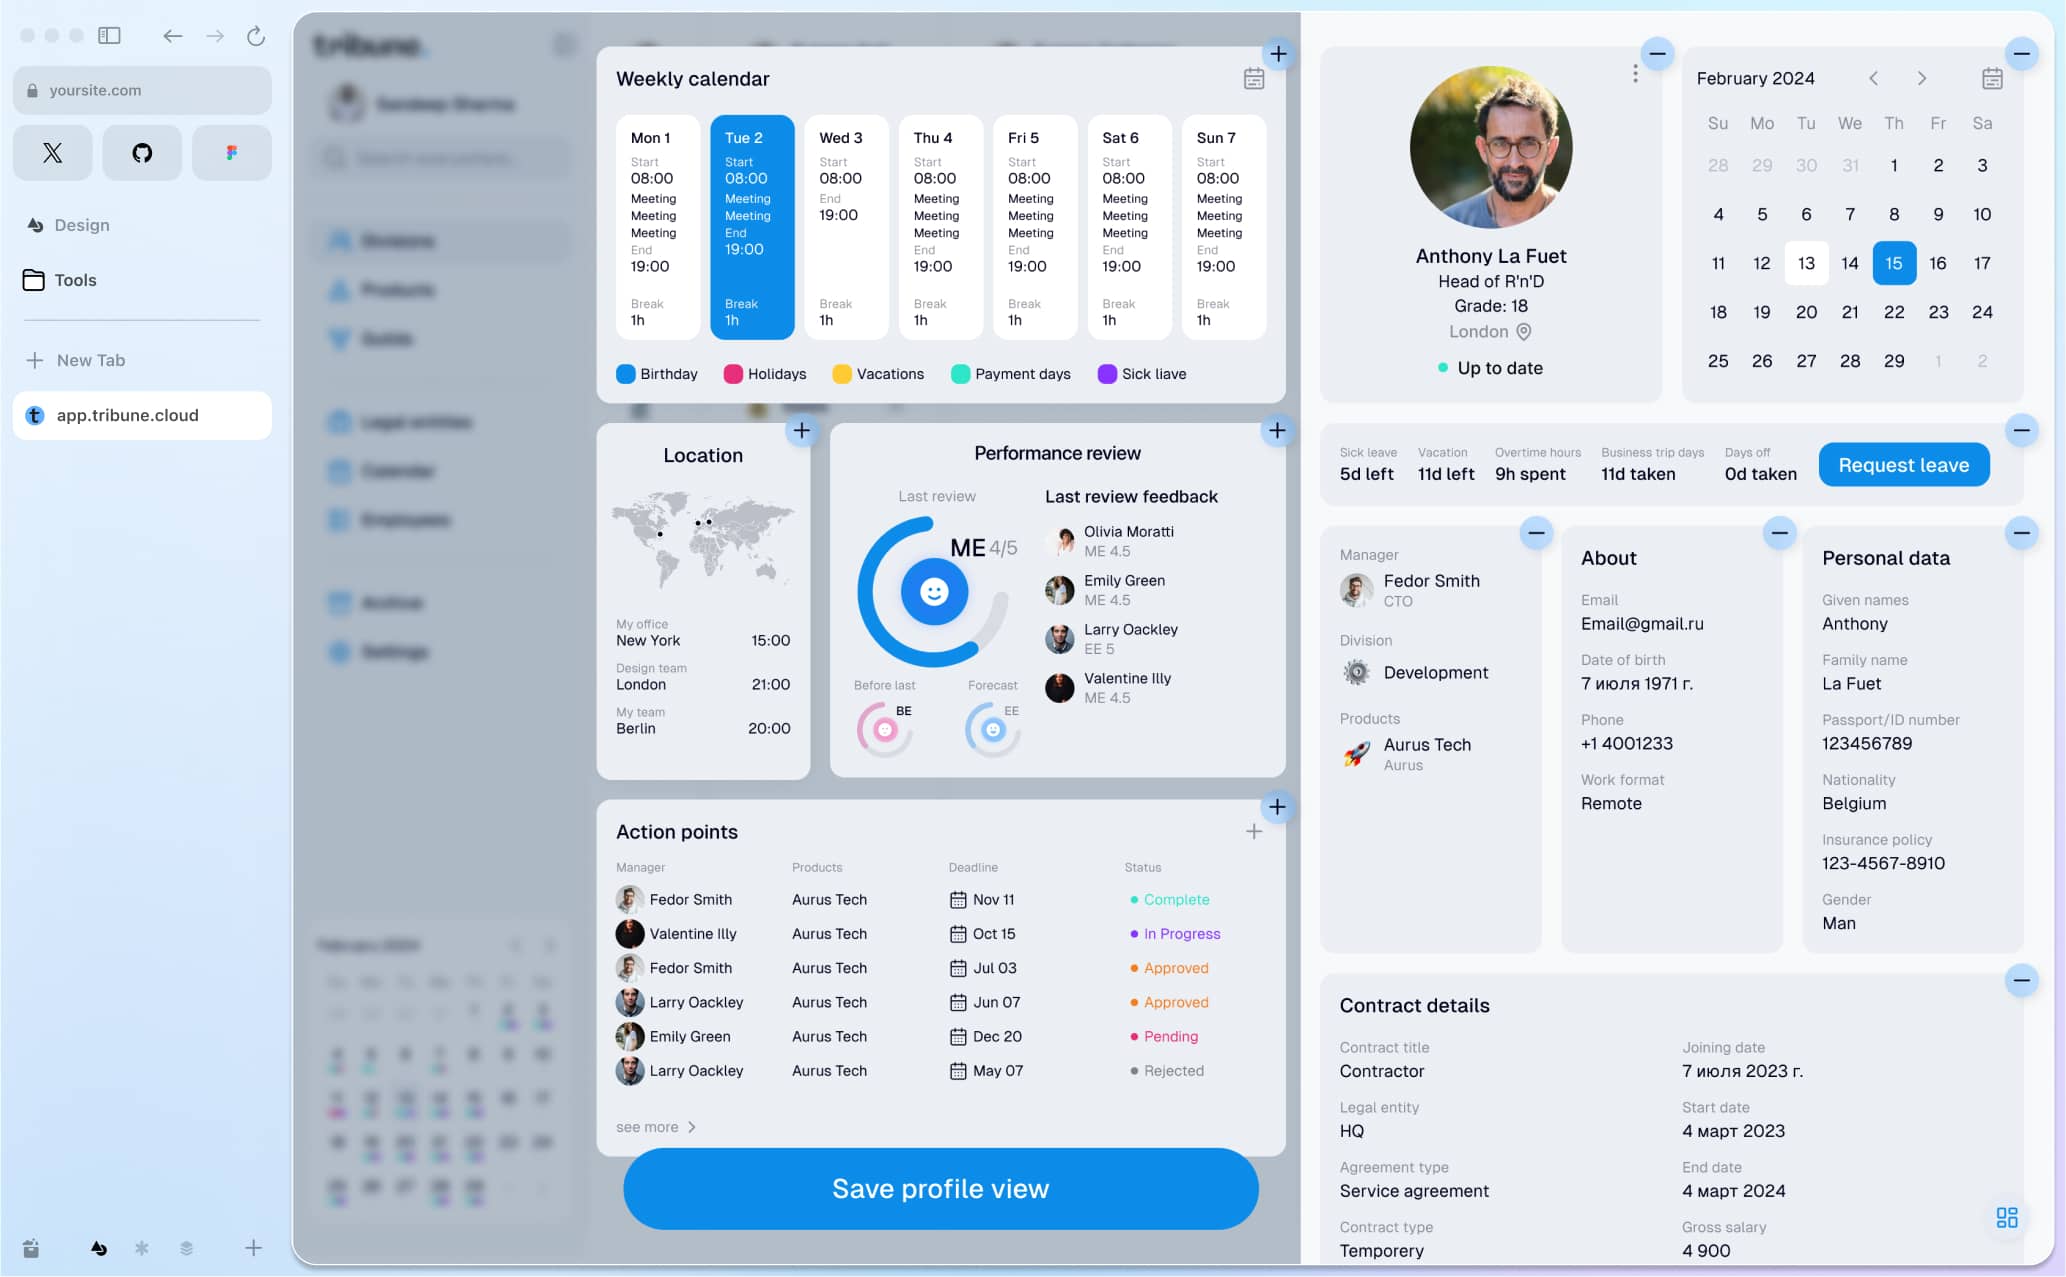 yoursite.com
Design
Tools
New Tab
app.tribune.cloud
tribune.
Sandeep Sharma
Divisions
Products
Guilds
Legal entities
Calendar
Employees
Archive
Settings
February 2024
Weekly calendar
Mon 1
Start
08:00
Meeting
Meeting
Meeting
End
19:00
Break
1h
Tue 2
Start
08:00
Meeting
Meeting
End
19:00
Break
1h
Wed 3
Start
08:00
End
19:00
Break
1h
Thu 4
Start
08:00
Meeting
Meeting
Meeting
End
19:00
Break
1h
Fri 5
Start
08:00
Meeting
Meeting
Meeting
End
19:00
Break
1h
Sat 6
Start
08:00
Meeting
Meeting
Meeting
End
19:00
Break
1h
Sun 7
Start
08:00
Meeting
Meeting
Meeting
End
19:00
Break
1h
Birthday Holidays Vacations Payment days Sick liave
Location
My office
New York 15:00
Design team
London 21:00
My team
Berlin 20:00
Performance review
Last review
ME 4/5
Before last
BE
Forecast
EE
Last review feedback
Olivia Moratti
ME 4.5
Emily Green
ME 4.5
Larry Oackley
EE 5
Valentine Illy
ME 4.5
Action points
Manager Products Deadline Status
Fedor Smith Aurus Tech Nov 11 Complete
Valentine Illy Aurus Tech Oct 15 In Progress
Fedor Smith Aurus Tech Jul 03 Approved
Larry Oackley Aurus Tech Jun 07 Approved
Emily Green Aurus Tech Dec 20 Pending
Larry Oackley Aurus Tech May 07 Rejected
see more
Save profile view
Anthony La Fuet
Head of R'n'D
Grade: 18
London
Up to date
February 2024
Su Mo Tu We Th Fr Sa
28 29 30 31 1 2 3
4 5 6 7 8 9 10
11 12 13 14 15 16 17
18 19 20 21 22 23 24
25 26 27 28 29 1 2
Sick leave
5d left
Vacation
11d left
Overtime hours
9h spent
Business trip days
11d taken
Days off
0d taken
Request leave
Manager
Fedor Smith
CTO
Division
Development
Products
Aurus Tech
Aurus
About
Email
Email@gmail.ru
Date of birth
7 июля 1971 г.
Phone
+1 4001233
Work format
Remote
Personal data
Given names
Anthony
Family name
La Fuet
Passport/ID number
123456789
Nationality
Belgium
Insurance policy
123-4567-8910
Gender
Man
Contract details
Contract title
Contractor
Joining date
7 июля 2023 г.
Legal entity
HQ
Start date
4 март 2023
Agreement type
Service agreement
End date
4 март 2024
Contract type
Temporery
Gross salary
4 900